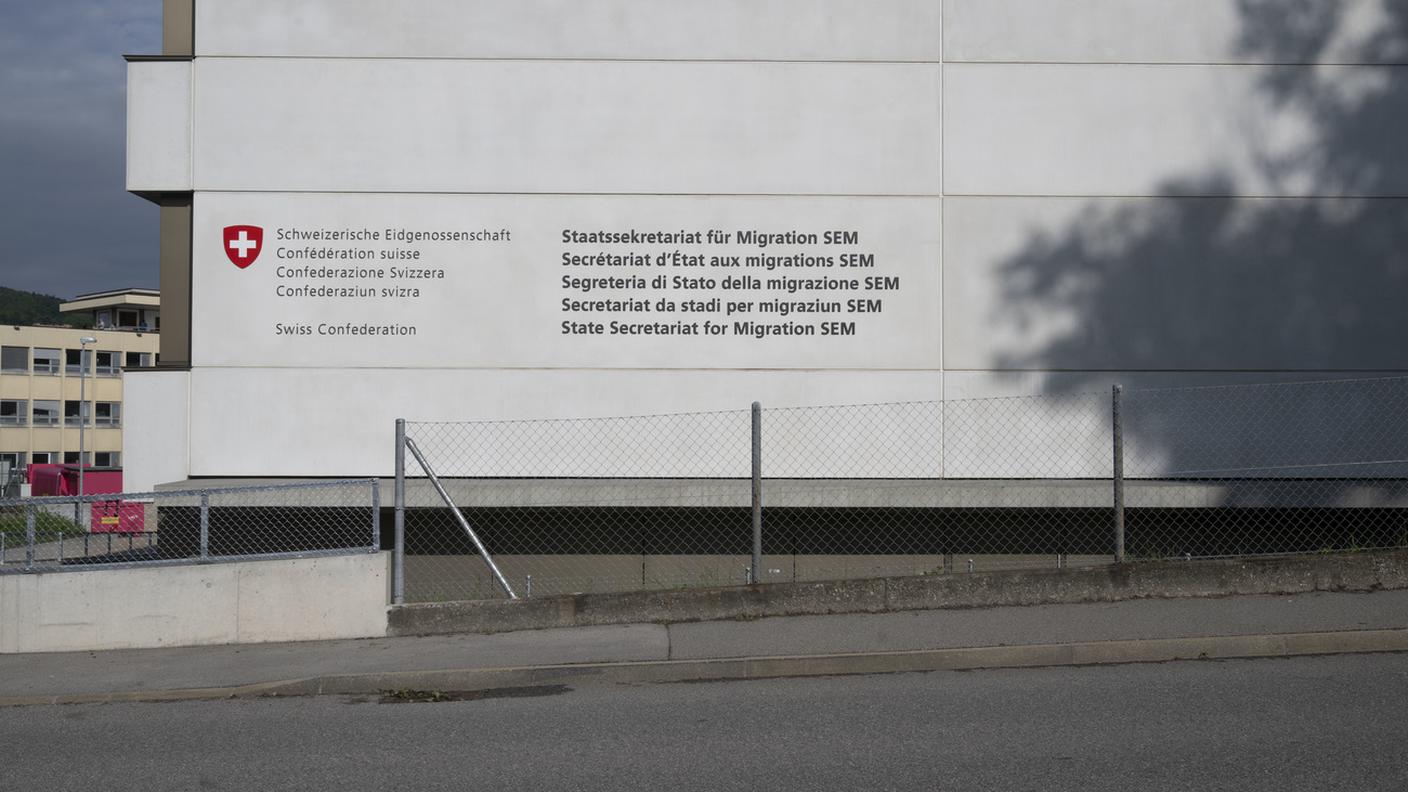 Schweizerische Eidgenossenschaft
Confédération suisse
Confederazione Svizzera
Confederaziun svizra
Swiss Confederation
Staatssekretariat für Migration SEM
Secrétariat d’État aux migrations SEM
Segreteria di Stato della migrazione SEM
Secretariat da stadi per migraziun SEM
State Secretariat for Migration SEM